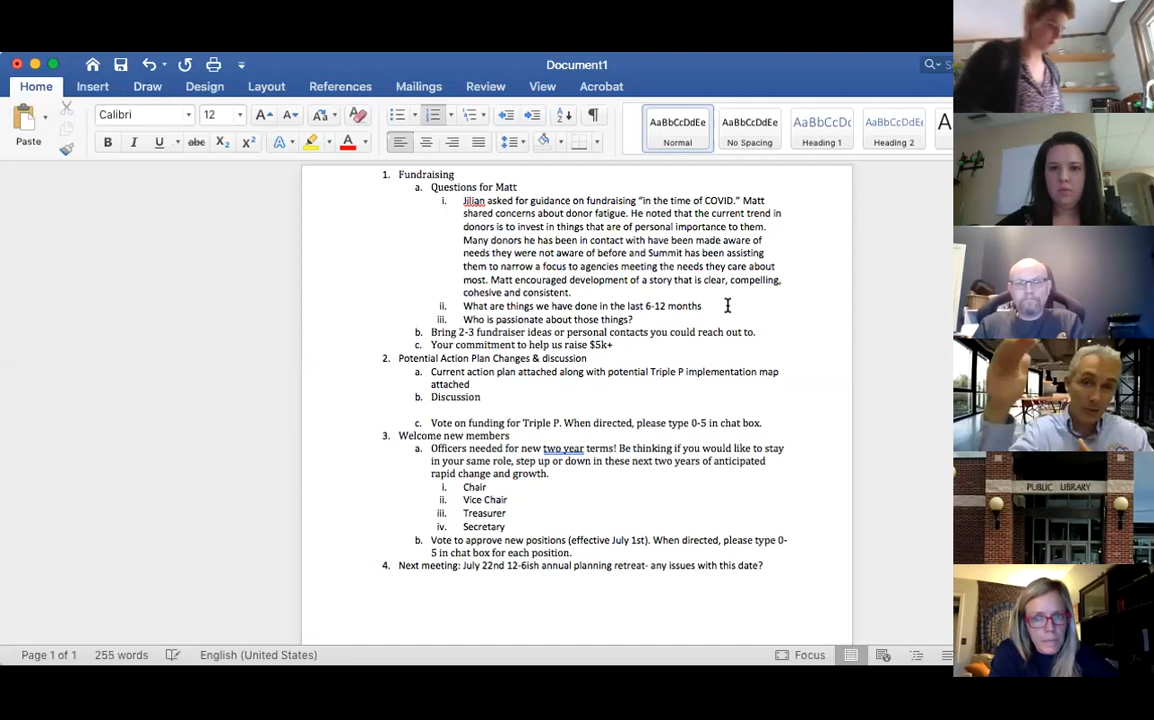 Document1
Home Insert Draw Design Layout References Mailings Review View Acrobat
Paste
Calibri 12
AaBbCcDdEe AaBbCcDdEe AaBbCcDc AaBbCcDdEe
Normal No Spacing Heading 1 Heading 2
1. Fundraising
a. Questions for Matt
i. Jilian asked for guidance on fundraising “in the time of COVID.” Matt
shared concerns about donor fatigue. He noted that the current trend in
donors is to invest in things that are of personal importance to them.
Many donors he has been in contact with have been made aware of
needs they were not aware of before and Summit has been assisting
them to narrow a focus to agencies meeting the needs they care about
most. Matt encouraged development of a story that is clear, compelling,
cohesive and consistent.
ii. What are things we have done in the last 6-12 months
iii. Who is passionate about those things?
b. Bring 2-3 fundraiser ideas or personal contacts you could reach out to.
c. Your commitment to help us raise $5k+
2. Potential Action Plan Changes & discussion
a. Current action plan attached along with potential Triple P implementation map
attached
b. Discussion
c. Vote on funding for Triple P. When directed, please type 0-5 in chat box.
3. Welcome new members
a. Officers needed for new two year terms! Be thinking if you would like to stay
in your same role, step up or down in these next two years of anticipated
rapid change and growth.
i. Chair
ii. Vice Chair
iii. Treasurer
iv. Secretary
b. Vote to approve new positions (effective July 1st). When directed, please type 0-
5 in chat box for each position.
4. Next meeting: July 22nd 12-6ish annual planning retreat- any issues with this date?
Page 1 of 1 255 words English (United States) Focus
PUBLIC LIBRARY